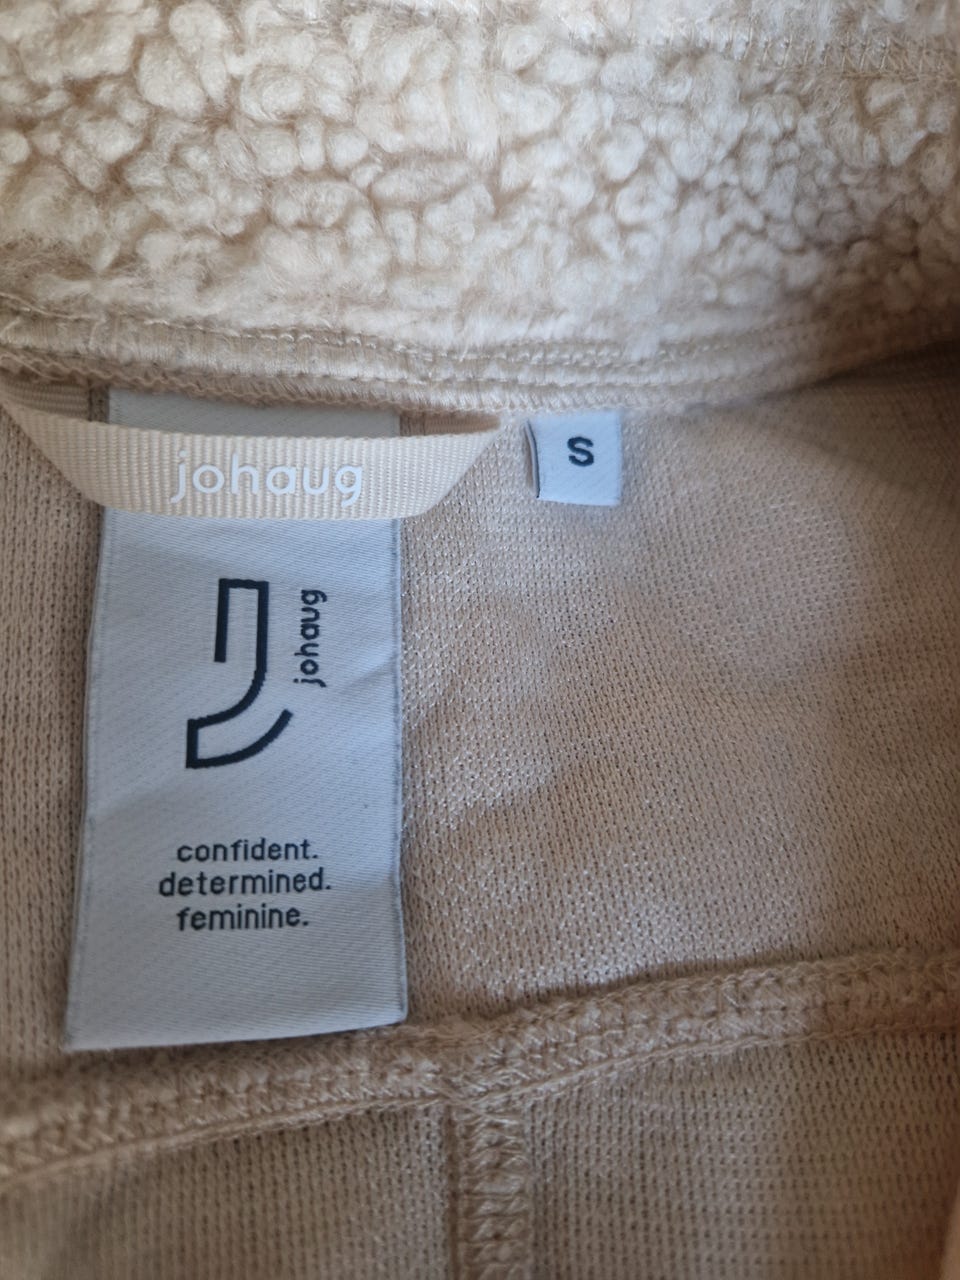 johaug
S
johaug
confident.
determined.
feminine.